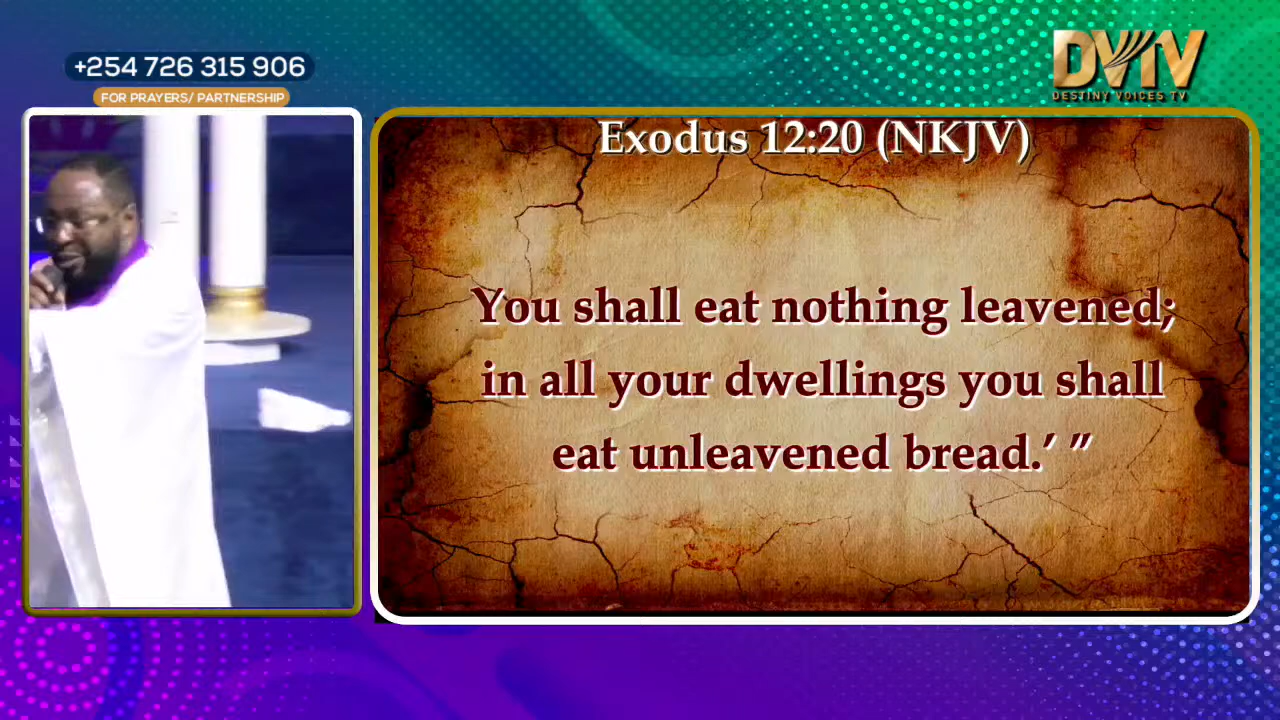 +254 726 315 906
FOR PRAYERS/ PARTNERSHIP
DVTV
DESTINY VOICES TV
Exodus 12:20 (NKJV)
You shall eat nothing leavened;
in all your dwellings you shall
eat unleavened bread.’ ”